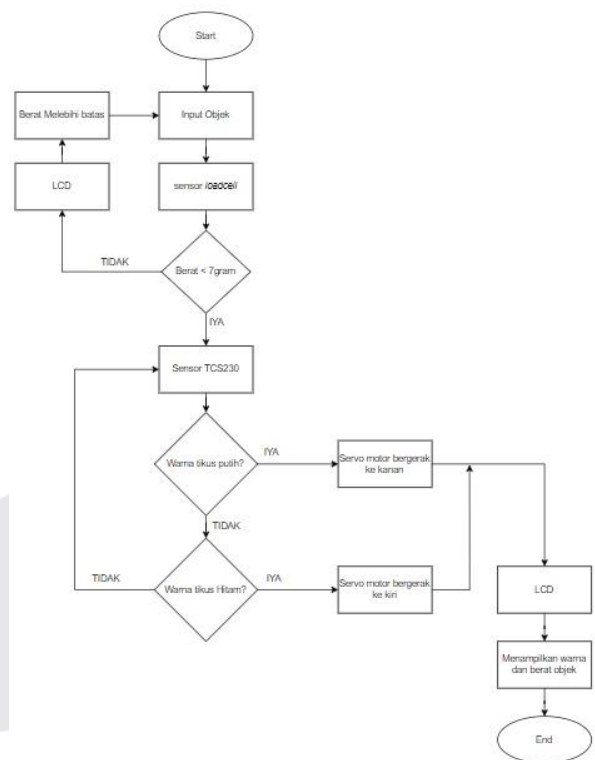 Start
Berat Melebihi batas
Input Objek
LCD
sensor loadcell
TIDAK
Berat < 7gram
IYA
Sensor TCS230
Warna tikus putih?
IYA
Servo motor bergerak
ke kanan
TIDAK
TIDAK
Warna tikus Hitam?
IYA
Servo motor bergerak
ke kiri
LCD
Menampilkan warna
dan berat objek
End